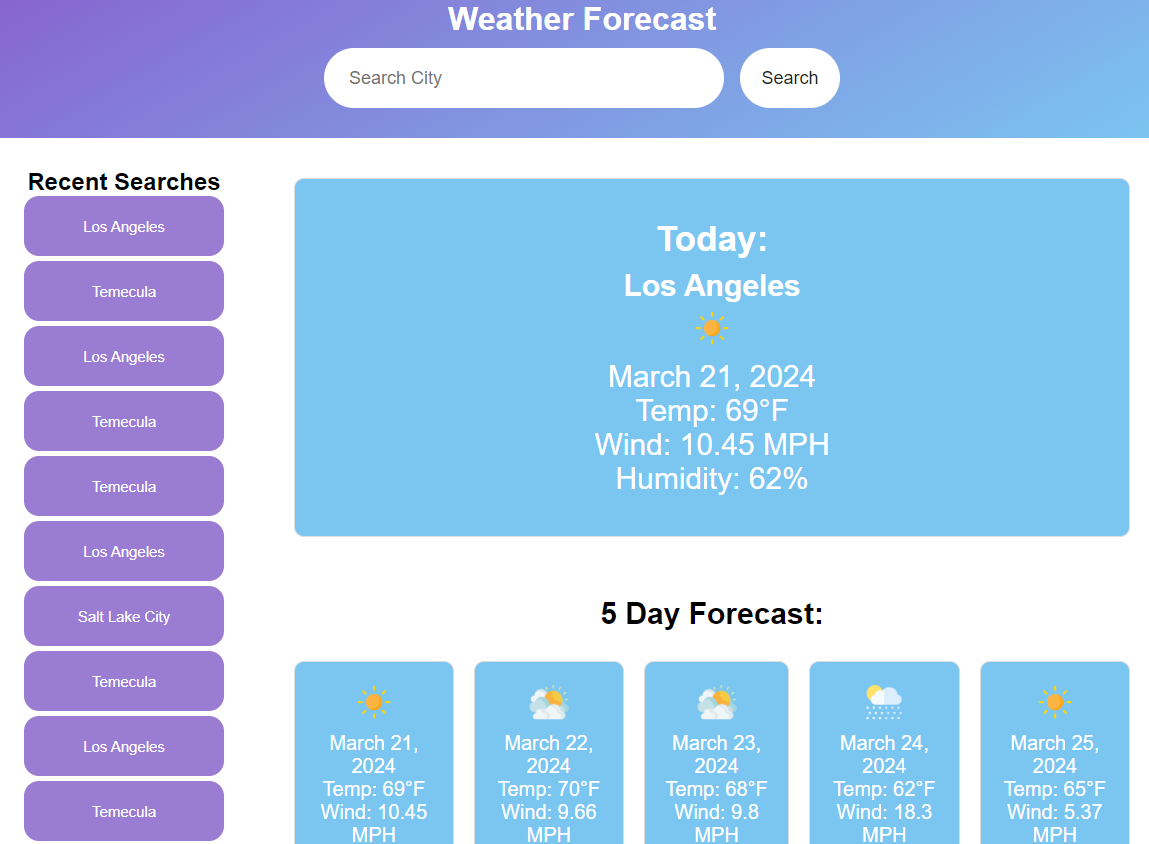 Weather Forecast
Search City
Search
Recent Searches
Los Angeles
Temecula
Los Angeles
Temecula
Temecula
Los Angeles
Salt Lake City
Temecula
Los Angeles
Temecula
Today:
Los Angeles
March 21, 2024
Temp: 69°F
Wind: 10.45 MPH
Humidity: 62%
5 Day Forecast:
March 21,
2024
Temp: 69°F
Wind: 10.45
MPH
March 22,
2024
Temp: 70°F
Wind: 9.66
MPH
March 23,
2024
Temp: 68°F
Wind: 9.8
MPH
March 24,
2024
Temp: 62°F
Wind: 18.3
MPH
March 25,
2024
Temp: 65°F
Wind: 5.37
MPH